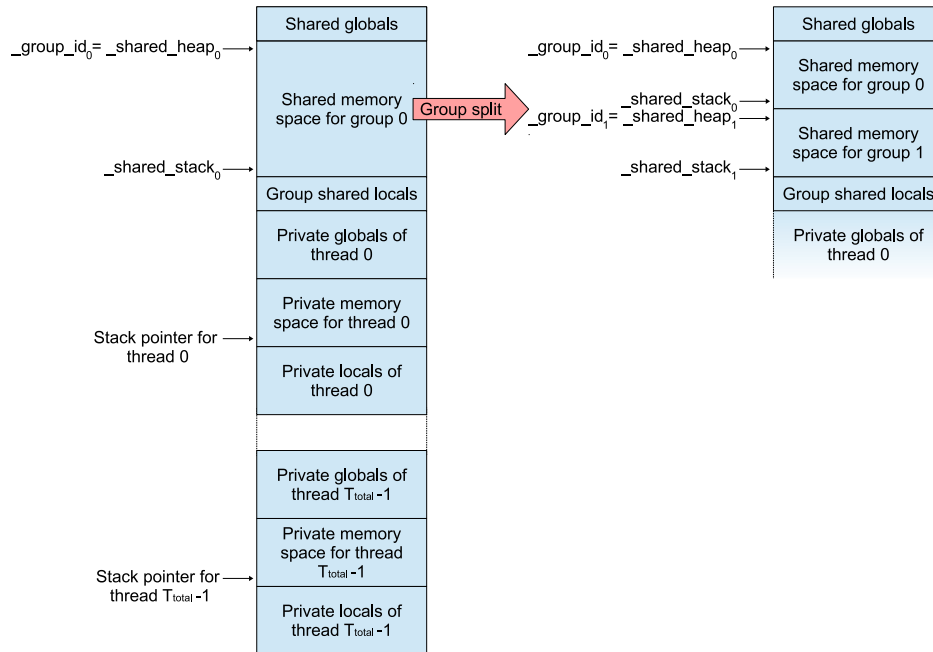 Shared globals
_group_id0= _shared_heap0
Shared memory
space for group 0
_shared_stack0
Group shared locals
Private globals of
thread 0
Private memory
space for thread 0
Stack pointer for
thread 0
Private locals of
thread 0
Private globals of
thread Ttotal-1
Private memory
space for thread
Ttotal-1
Stack pointer for
thread Ttotal-1
Private locals of
thread Ttotal-1
Group split
Shared globals
_group_id0= _shared_heap0
Shared memory
space for group 0
_shared_stack0
_group_id1= _shared_heap1
Shared memory
space for group 1
_shared_stack1
Group shared locals
Private globals of
thread 0